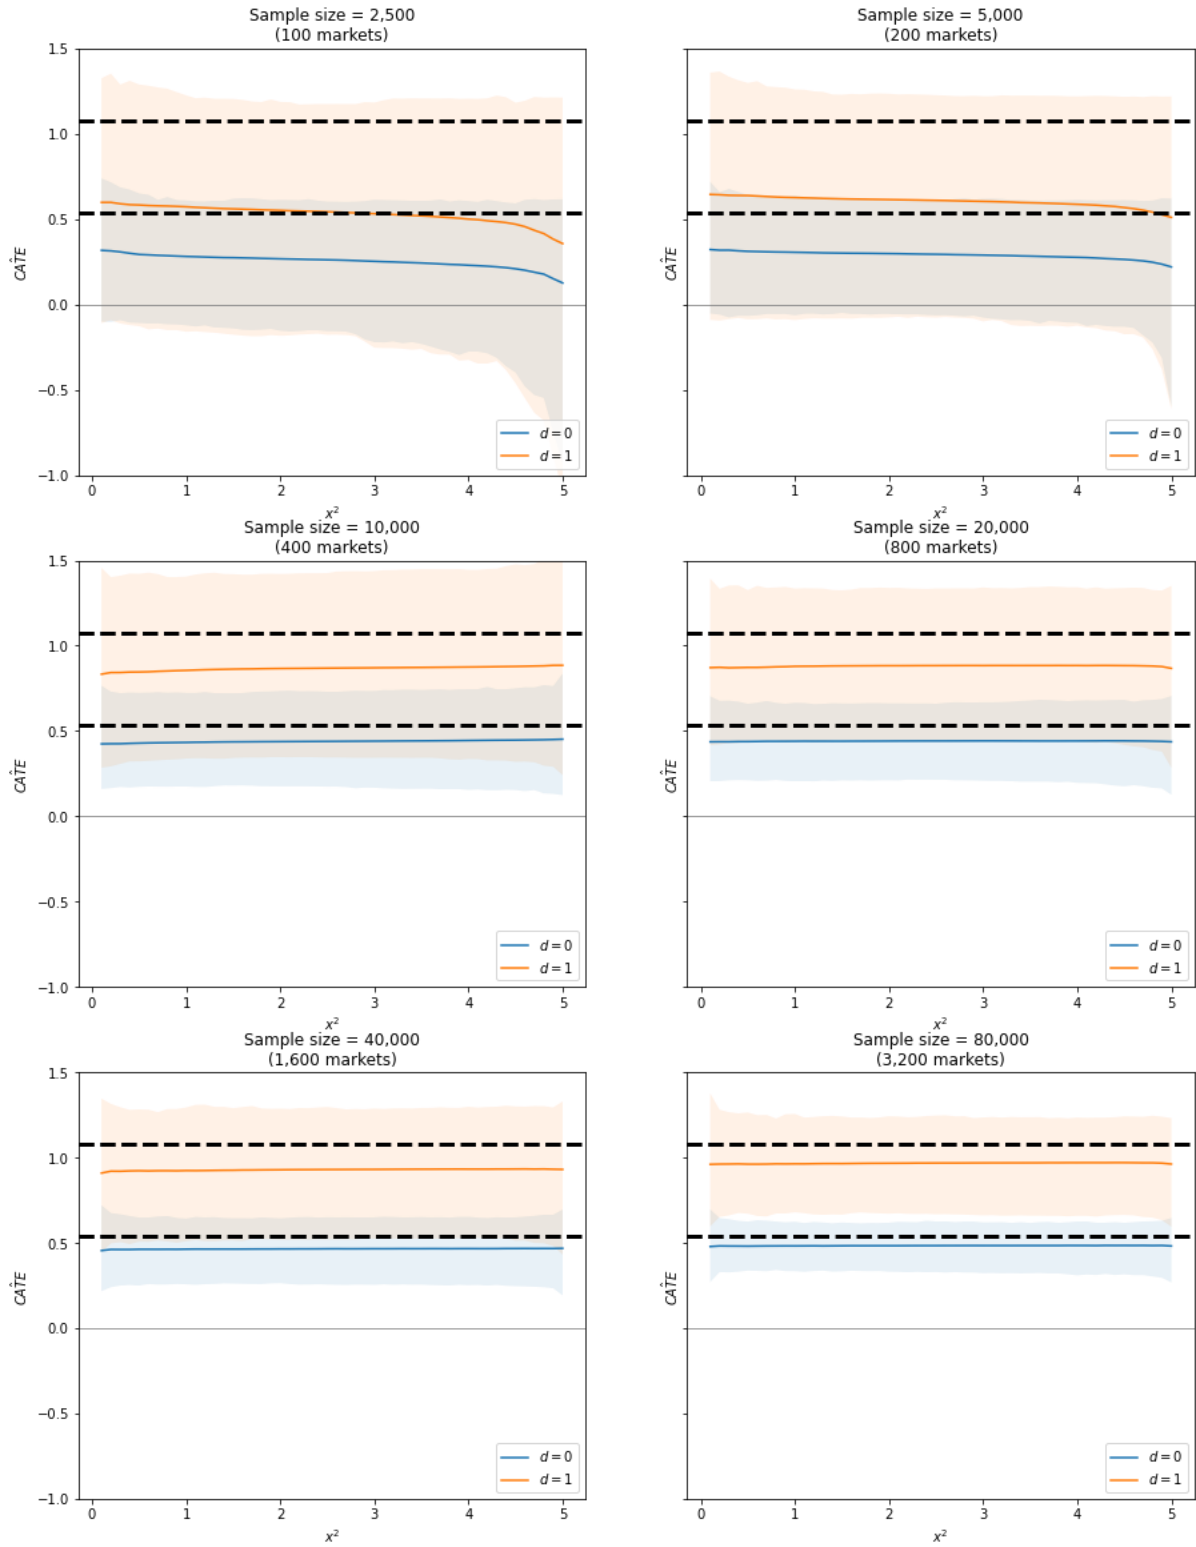 Sample size = 2,500
(100 markets)
1.5
1.0
0.5
0.0
−0.5
−1.0
CAT̂E
0
1
2
3
4
5
x²
d = 0
d = 1
Sample size = 5,000
(200 markets)
CAT̂E
0
1
2
3
4
5
x²
d = 0
d = 1
Sample size = 10,000
(400 markets)
1.5
1.0
0.5
0.0
−0.5
−1.0
CAT̂E
0
1
2
3
4
5
x²
d = 0
d = 1
Sample size = 20,000
(800 markets)
CAT̂E
0
1
2
3
4
5
x²
d = 0
d = 1
Sample size = 40,000
(1,600 markets)
1.5
1.0
0.5
0.0
−0.5
−1.0
CAT̂E
0
1
2
3
4
5
x²
d = 0
d = 1
Sample size = 80,000
(3,200 markets)
CAT̂E
0
1
2
3
4
5
x²
d = 0
d = 1